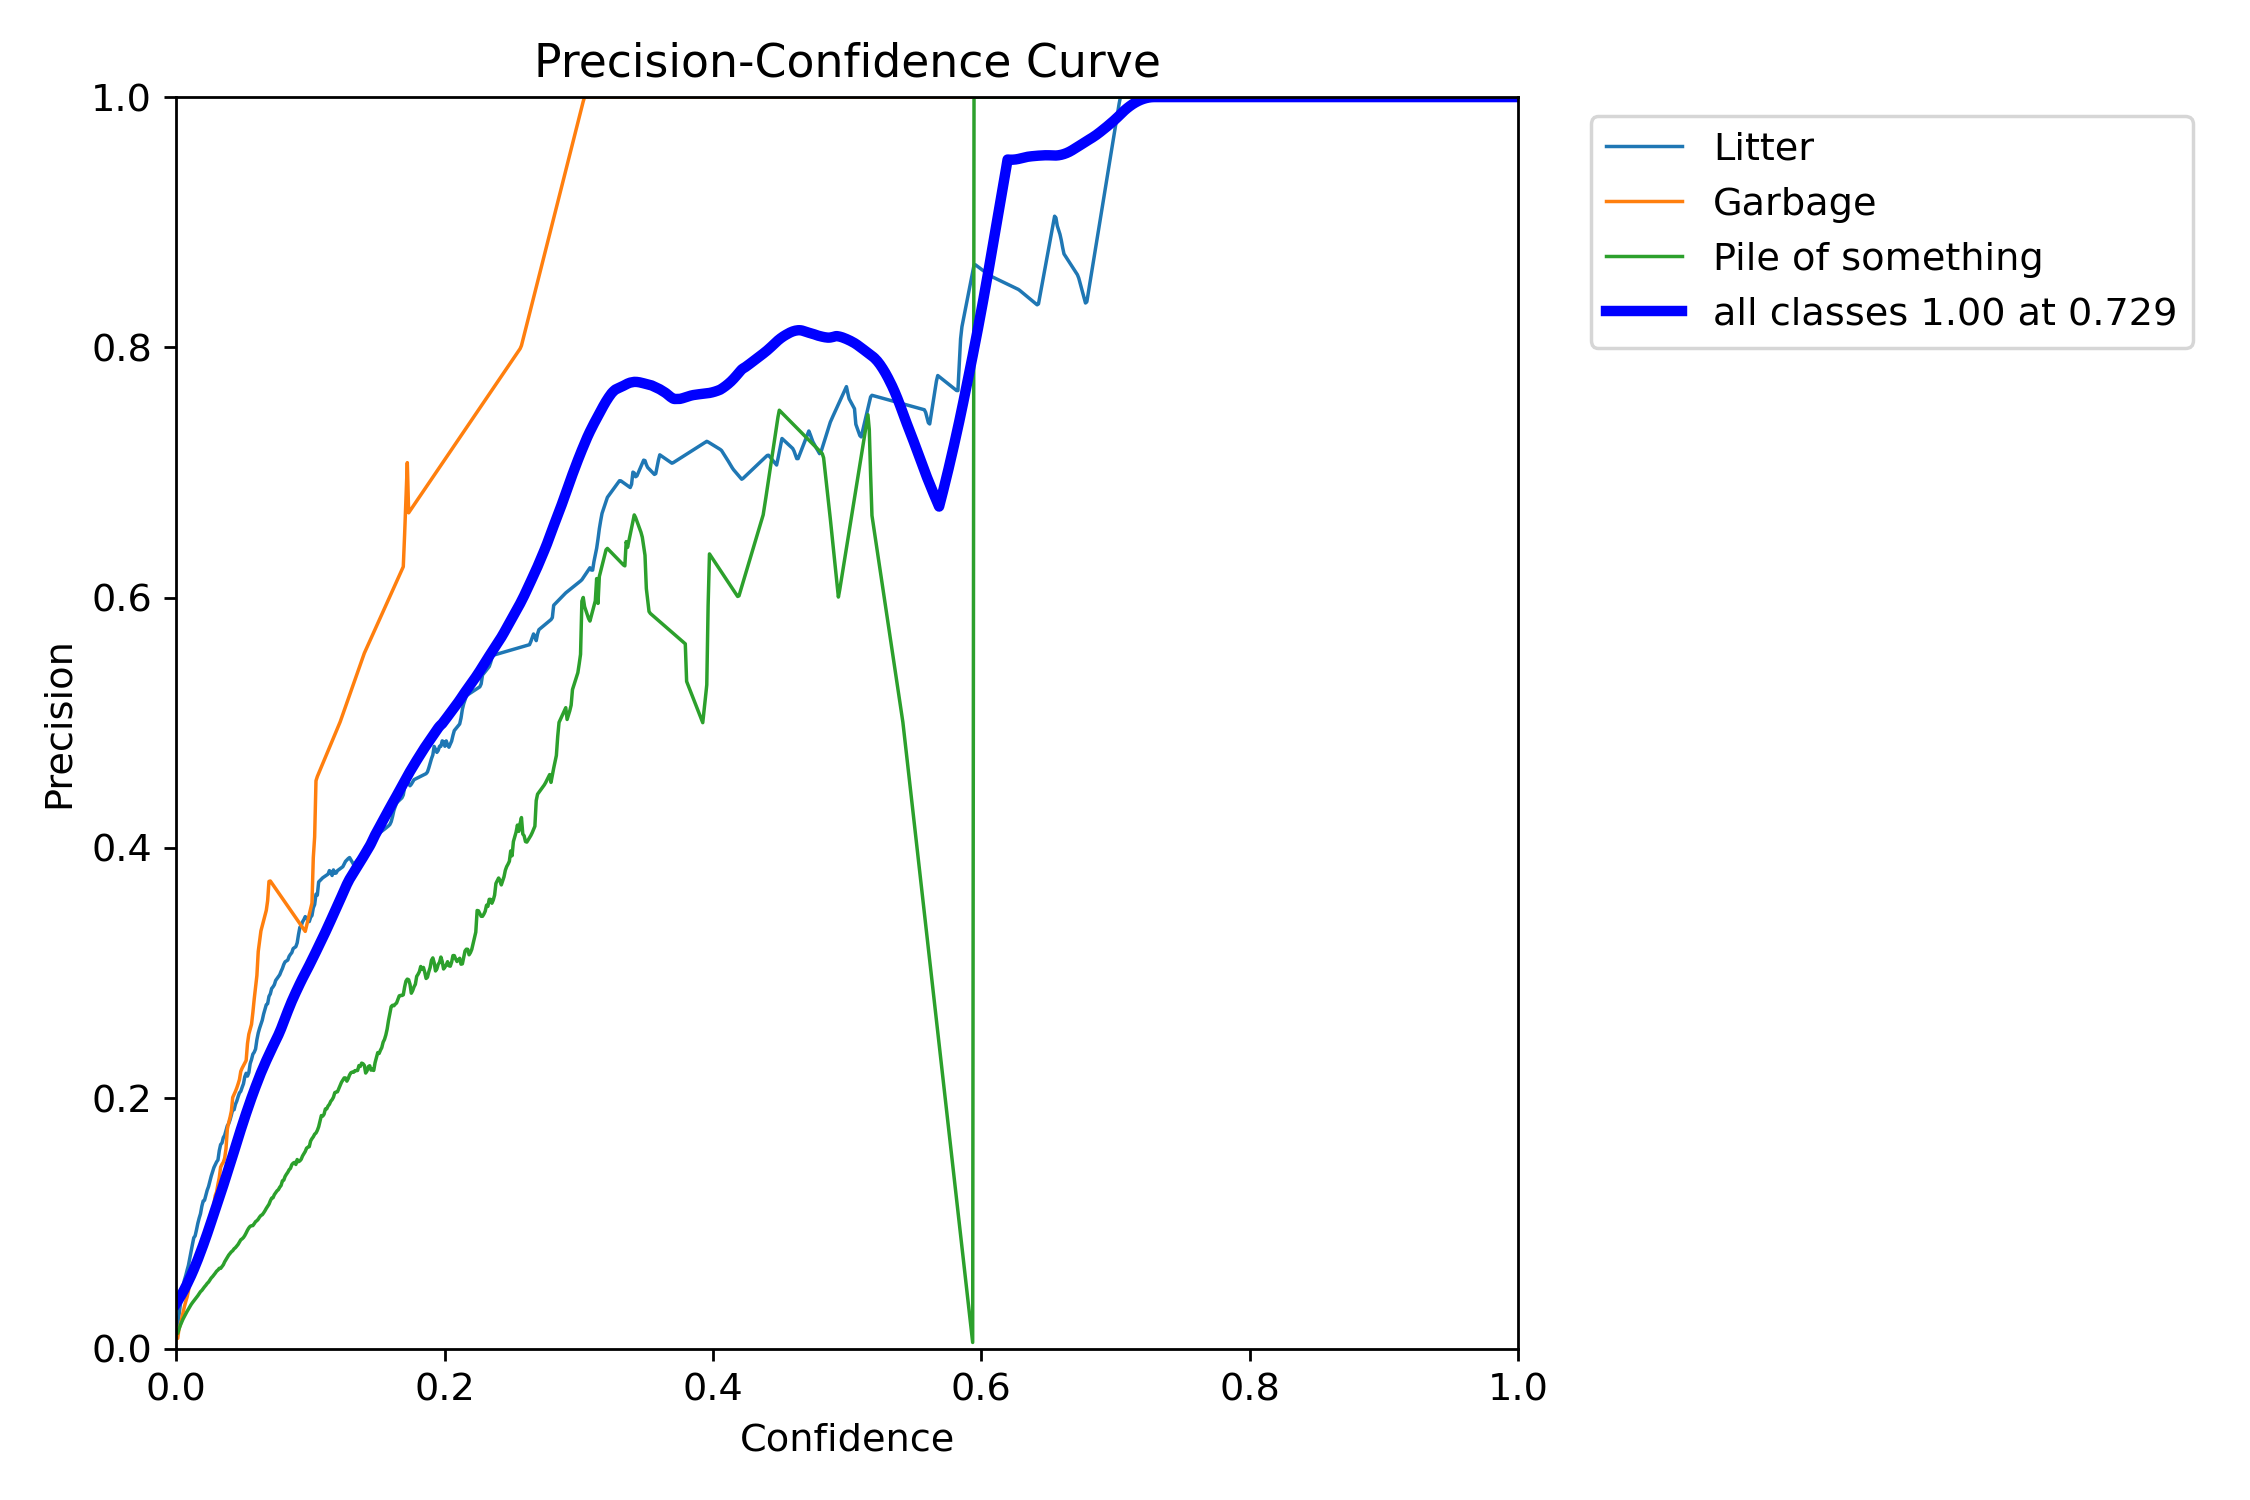 Precision-Confidence Curve
1.0
0.8
0.6
0.4
0.2
0.0
Precision
0.0 0.2 0.4 0.6 0.8 1.0
Confidence
Litter
Garbage
Pile of something
all classes 1.00 at 0.729